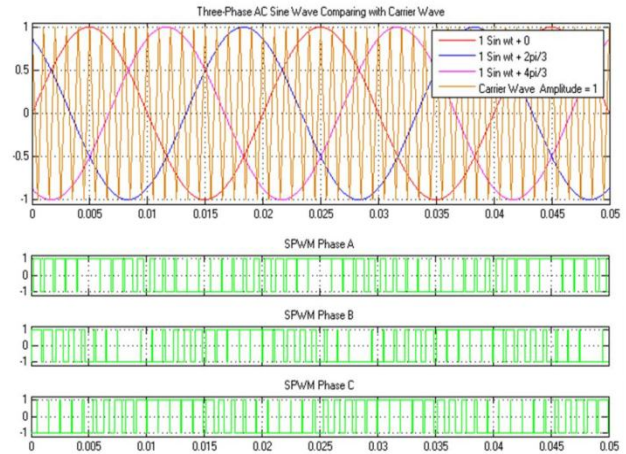 Three-Phase AC Sine Wave Comparing with Carrier Wave
1
0.5
0
-0.5
-1
1 Sin wt + 0
1 Sin wt + 2pi/3
1 Sin wt + 4pi/3
Carrier Wave Amplitude = 1
0 0.005 0.01 0.015 0.02 0.025 0.03 0.035 0.04 0.045 0.05
SPWM Phase A
1
0
-1
SPWM Phase B
1
0
-1
SPWM Phase C
1
0
-1
0 0.005 0.01 0.015 0.02 0.025 0.03 0.035 0.04 0.045 0.05